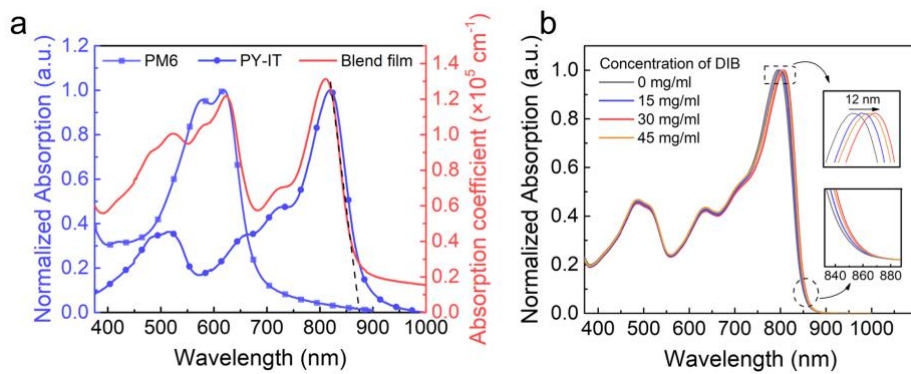 a
PM6
PY-IT
Blend film
Normalized Absorption (a.u.)
1.2
1.0
0.8
0.6
0.4
0.2
0.0
400
500
600
700
800
900
1000
Wavelength (nm)
1.4
1.2
1.0
0.8
0.6
0.4
0.2
0.0
Absorption coefficient (×10⁵ cm⁻¹)
b
Concentration of DIB
0 mg/ml
15 mg/ml
30 mg/ml
45 mg/ml
12 nm
840 860 880
Normalized Absorption (a.u.)
1.0
0.8
0.6
0.4
0.2
0.0
400
500
600
700
800
900
1000
Wavelength (nm)